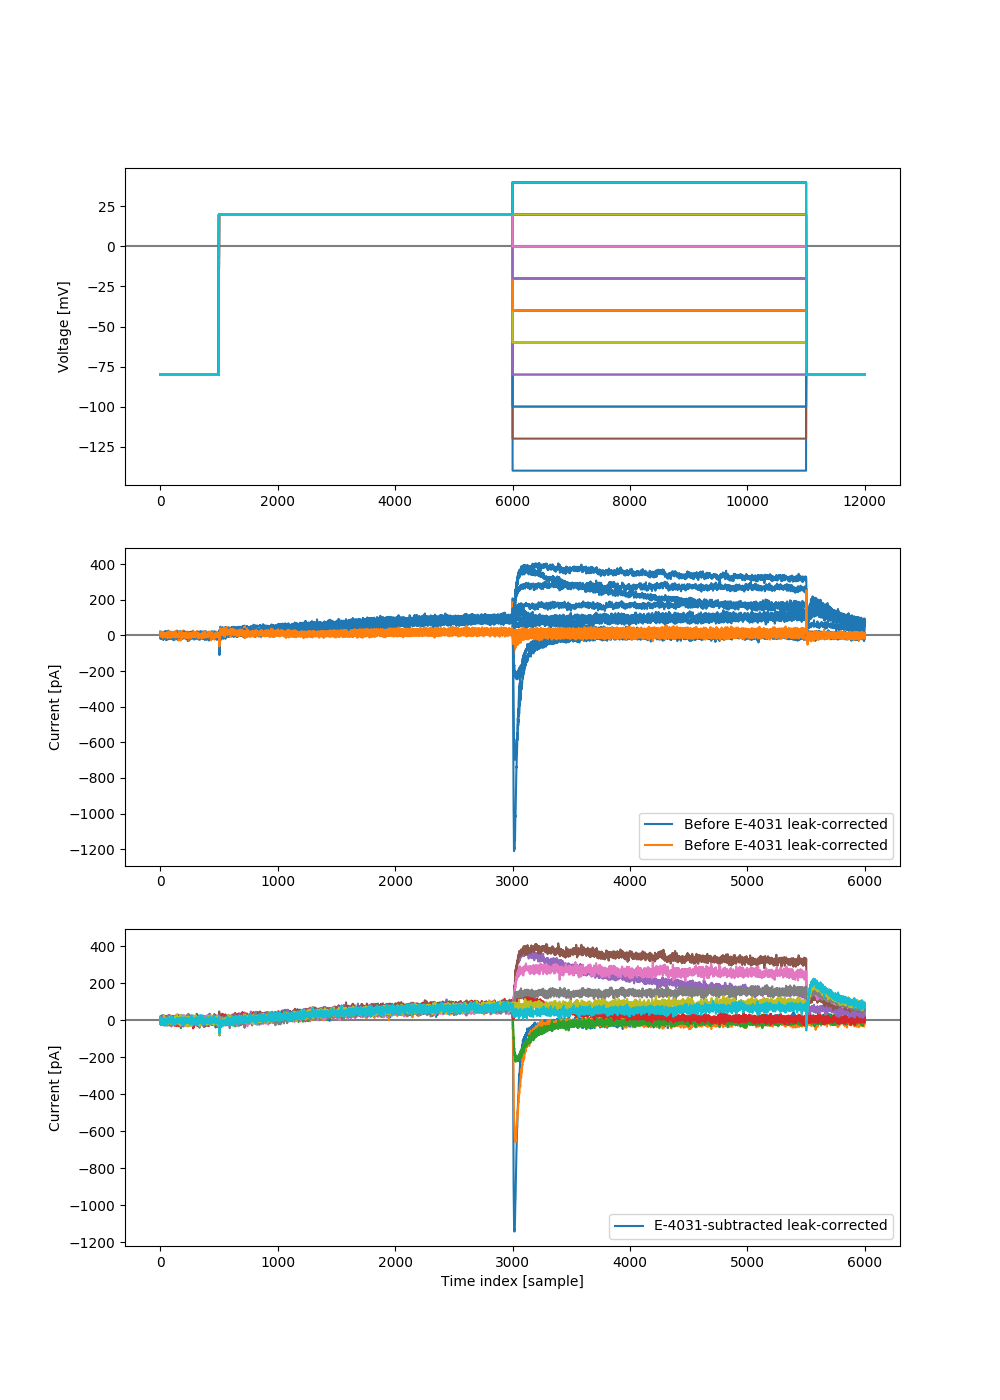 25
0
−25
−50
−75
−100
−125
Voltage [mV]
0 2000 4000 6000 8000 10000 12000
400
200
0
−200
−400
−600
−800
−1000
−1200
Current [pA]
Before E-4031 leak-corrected
Before E-4031 leak-corrected
0 1000 2000 3000 4000 5000 6000
400
200
0
−200
−400
−600
−800
−1000
−1200
Current [pA]
E-4031-subtracted leak-corrected
0 1000 2000 3000 4000 5000 6000
Time index [sample]